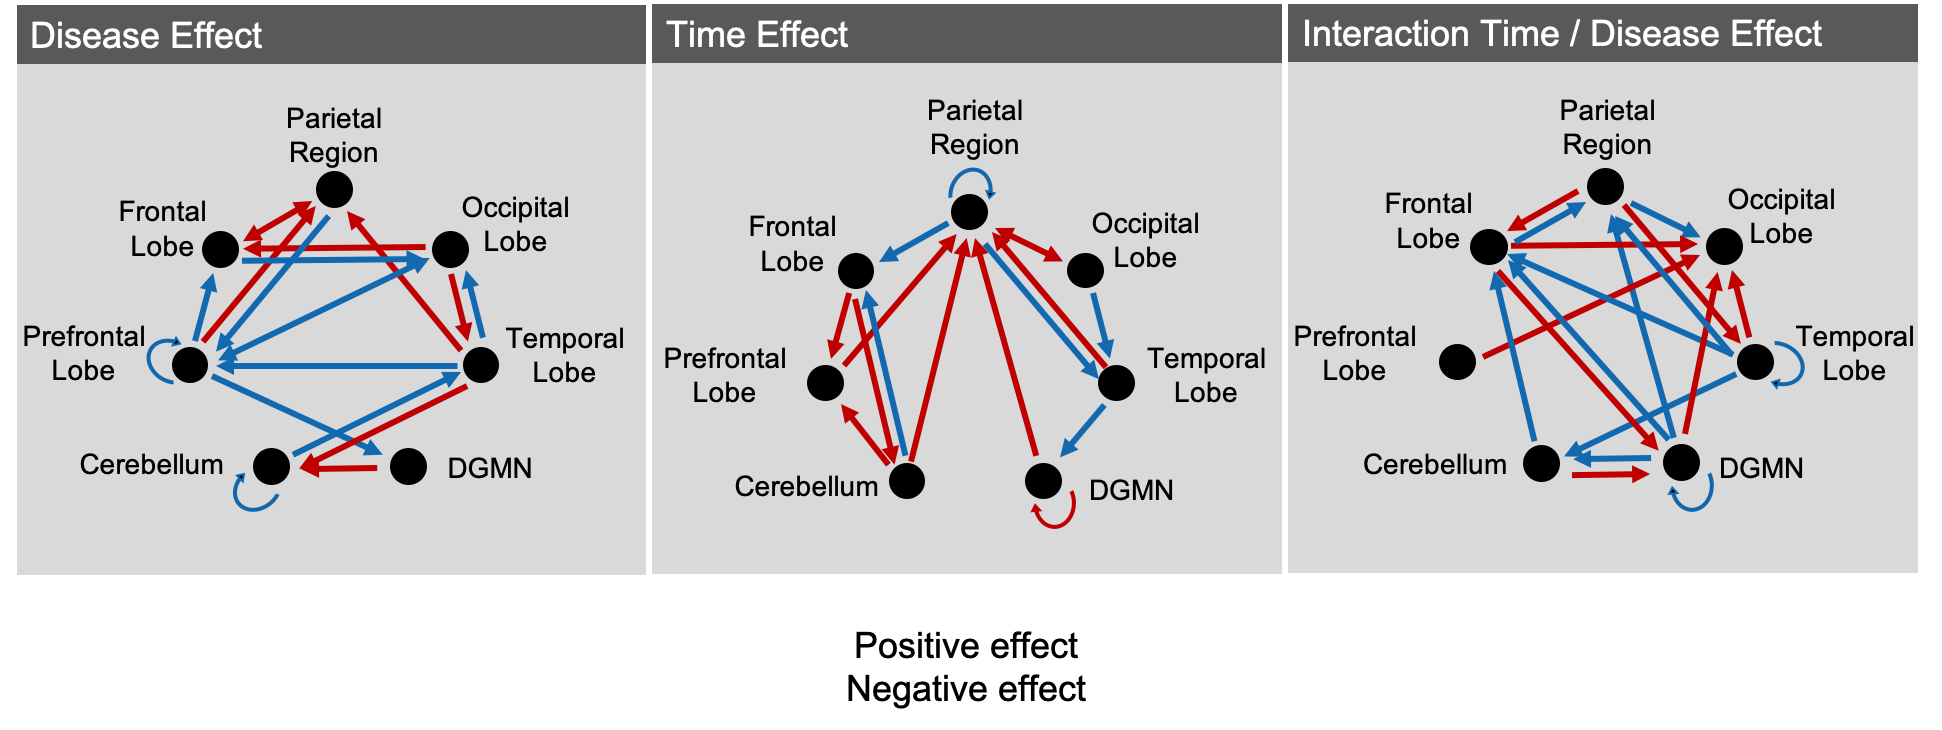 Disease Effect
Parietal
Region
Frontal
Lobe
Occipital
Lobe
Prefrontal
Lobe
Temporal
Lobe
Cerebellum
DGMN
Time Effect
Parietal
Region
Frontal
Lobe
Occipital
Lobe
Prefrontal
Lobe
Temporal
Lobe
Cerebellum
DGMN
Interaction Time / Disease Effect
Parietal
Region
Frontal
Lobe
Occipital
Lobe
Prefrontal
Lobe
Temporal
Lobe
Cerebellum
DGMN
Positive effect
Negative effect